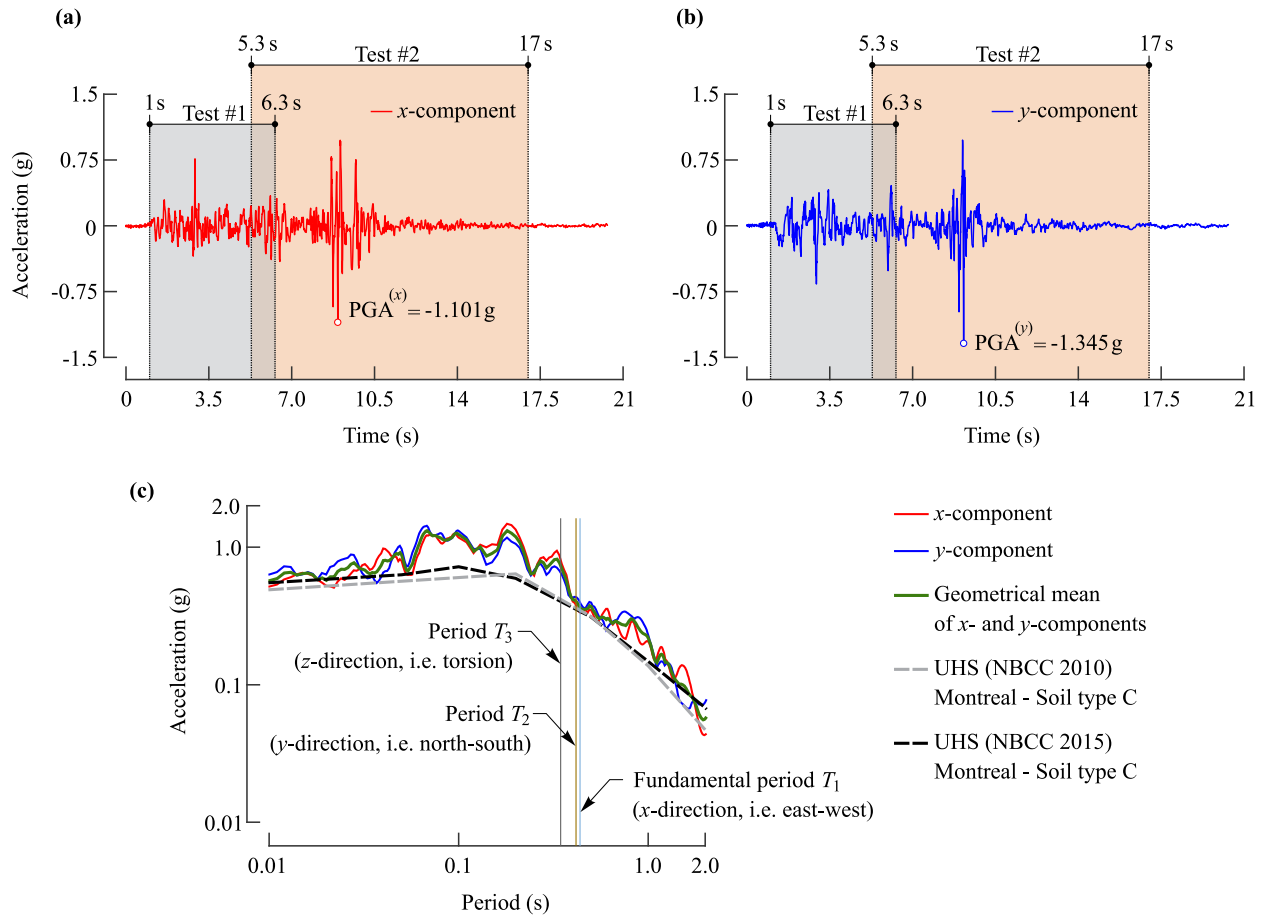 (a)
5.3 s
17 s
Test #2
1 s
6.3 s
Test #1
x-component
1.5
0.75
0
-0.75
-1.5
Acceleration (g)
PGA(x) = -1.101 g
0
3.5
7.0
10.5
14
17.5
21
Time (s)
(b)
5.3 s
17 s
Test #2
1 s
6.3 s
Test #1
y-component
1.5
0.75
0
-0.75
-1.5
PGA(y) = -1.345 g
0
3.5
7.0
10.5
14
17.5
21
Time (s)
(c)
2.0
1.0
0.1
0.01
Acceleration (g)
Period T3
(z-direction, i.e. torsion)
Period T2
(y-direction, i.e. north-south)
Fundamental period T1
(x-direction, i.e. east-west)
0.01
0.1
1.0
2.0
Period (s)
x-component
y-component
Geometrical mean
of x- and y-components
UHS (NBCC 2010)
Montreal - Soil type C
UHS (NBCC 2015)
Montreal - Soil type C